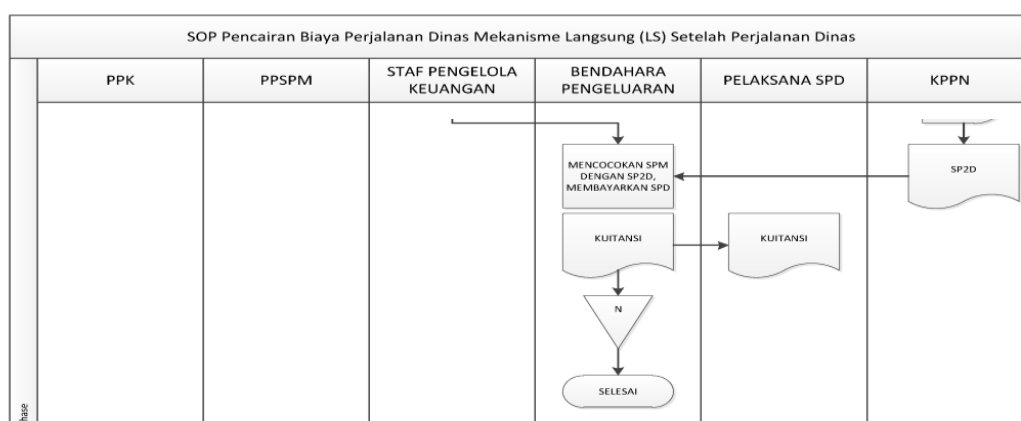 SOP Pencairan Biaya Perjalanan Dinas Mekanisme Langsung (LS) Setelah Perjalanan Dinas
PPK
PPSPM
STAF PENGELOLA
KEUANGAN
BENDAHARA
PENGELUARAN
PELAKSANA SPD
KPPN
MENCOCOKAN SPM
DENGAN SP2D,
MEMBAYARKAN SPD
SP2D
KUITANSI
KUITANSI
N
SELESAI
hase